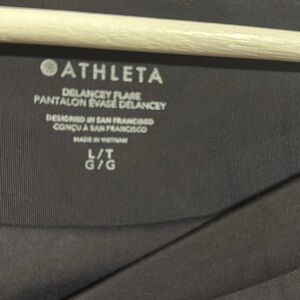 ATHLETA
DELANCEY FLARE
PANTALON ÉVASÉ DELANCEY
DESIGNED IN SAN FRANCISCO
CONÇU À SAN FRANCISCO
MADE IN VIETNAM
L/T
G/G